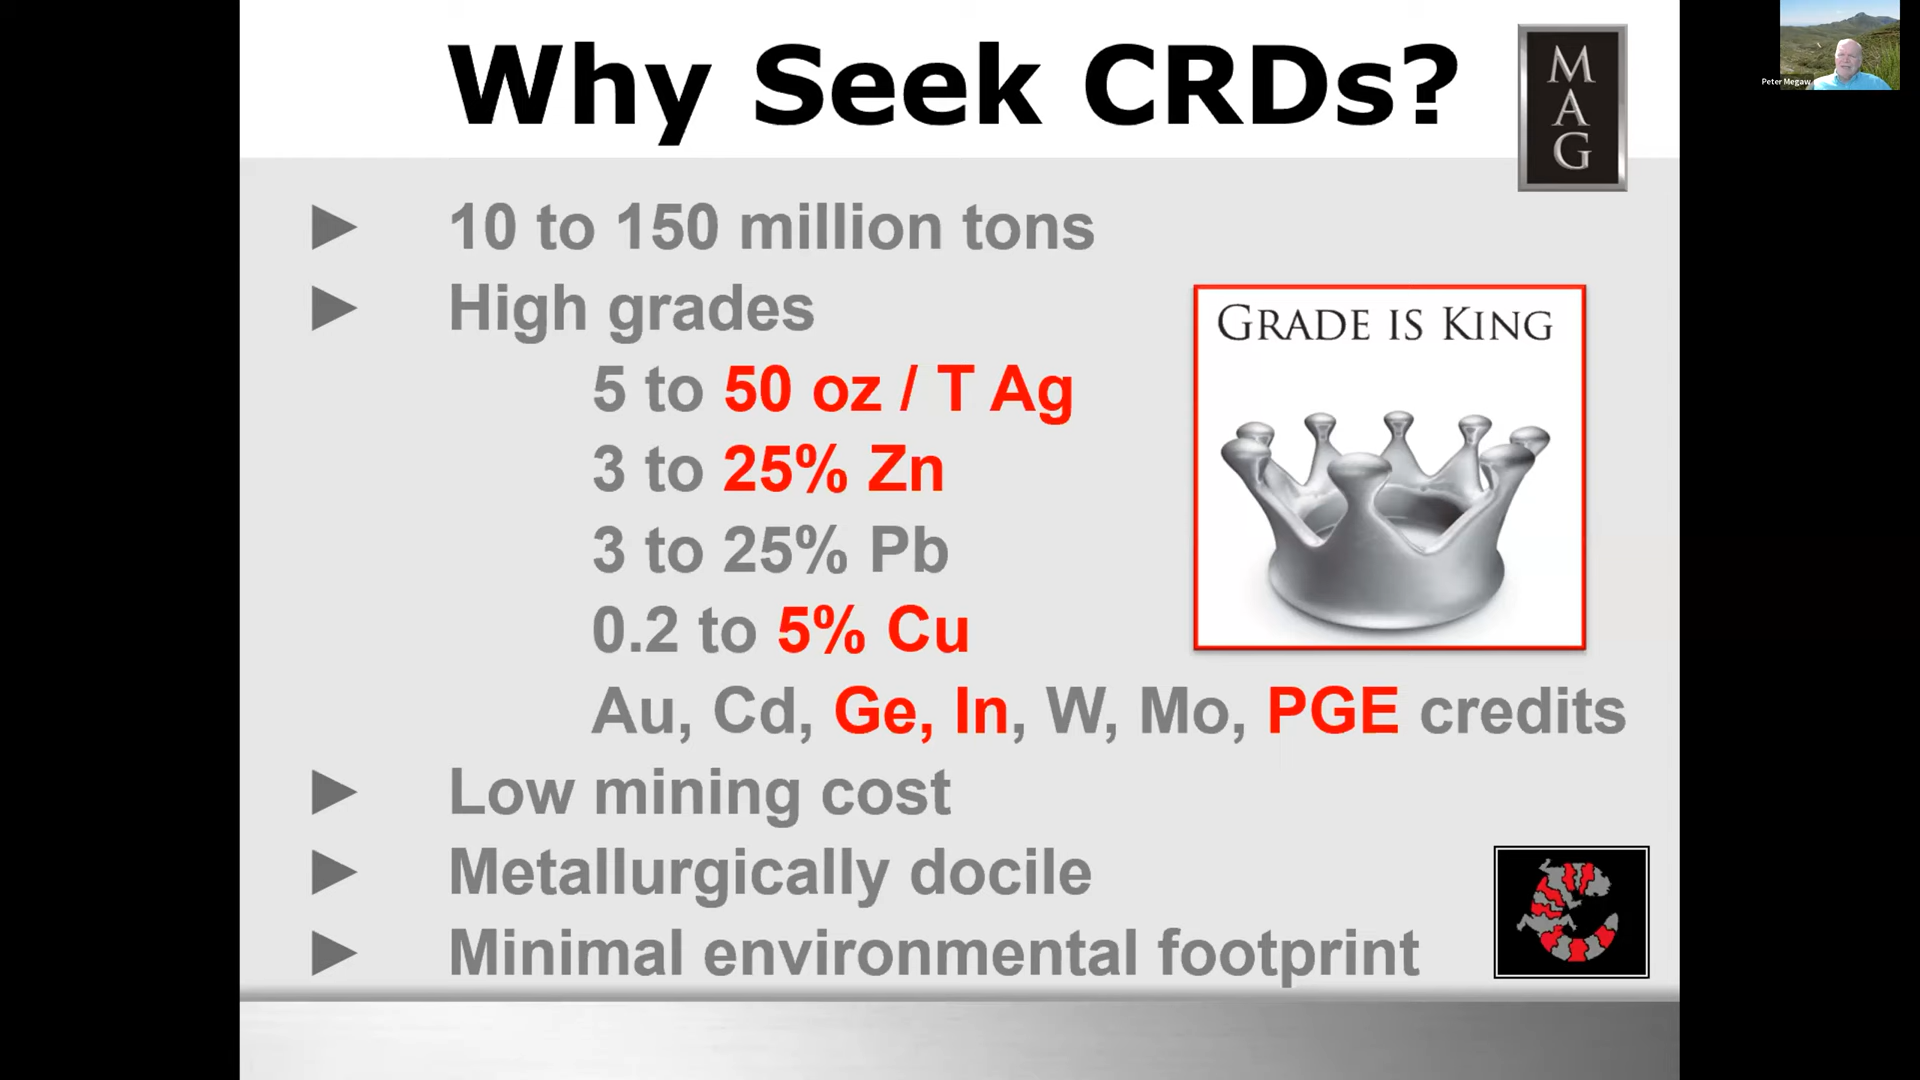 Why Seek CRDs?
MAG
Peter Megaw
► 10 to 150 million tons
► High grades
GRADE IS KING
5 to 50 oz / T Ag
3 to 25% Zn
3 to 25% Pb
0.2 to 5% Cu
Au, Cd, Ge, In, W, Mo, PGE credits
► Low mining cost
► Metallurgically docile
► Minimal environmental footprint